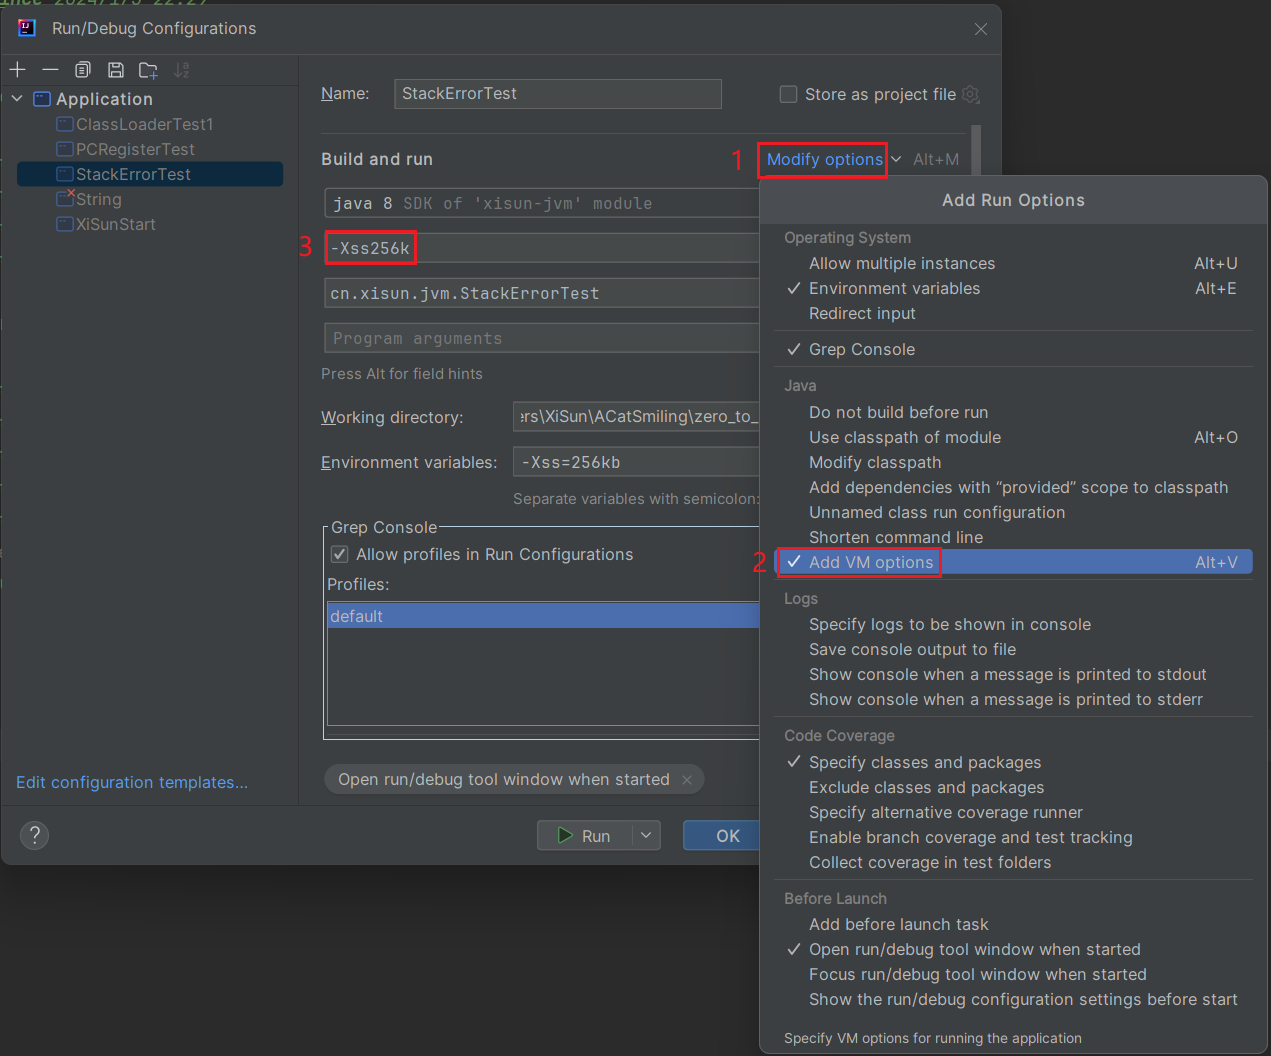 2024/1/5 22:29
Run/Debug Configurations
Name:
StackErrorTest
Store as project file
Application
ClassLoaderTest1
PCRegisterTest
StackErrorTest
String
XiSunStart
Edit configuration templates...
Build and run
1
Modify options
Alt+M
java 8 SDK of 'xisun-jvm' module
3
-Xss256k
cn.xisun.jvm.StackErrorTest
Program arguments
Press Alt for field hints
Working directory:
ers\XiSun\ACatSmiling\zero_to_
Environment variables:
-Xss=256kb
Separate variables with semicolon:
Grep Console
Allow profiles in Run Configurations
Profiles:
default
Open run/debug tool window when started
?
Run
OK
Add Run Options
Operating System
Allow multiple instances Alt+U
Environment variables Alt+E
Redirect input
Grep Console
Java
Do not build before run
Use classpath of module Alt+O
Modify classpath
Add dependencies with “provided” scope to classpath
Unnamed class run configuration
Shorten command line
2
Add VM options Alt+V
Logs
Specify logs to be shown in console
Save console output to file
Show console when a message is printed to stdout
Show console when a message is printed to stderr
Code Coverage
Specify classes and packages
Exclude classes and packages
Specify alternative coverage runner
Enable branch coverage and test tracking
Collect coverage in test folders
Before Launch
Add before launch task
Open run/debug tool window when started
Focus run/debug tool window when started
Show the run/debug configuration settings before start
Specify VM options for running the application